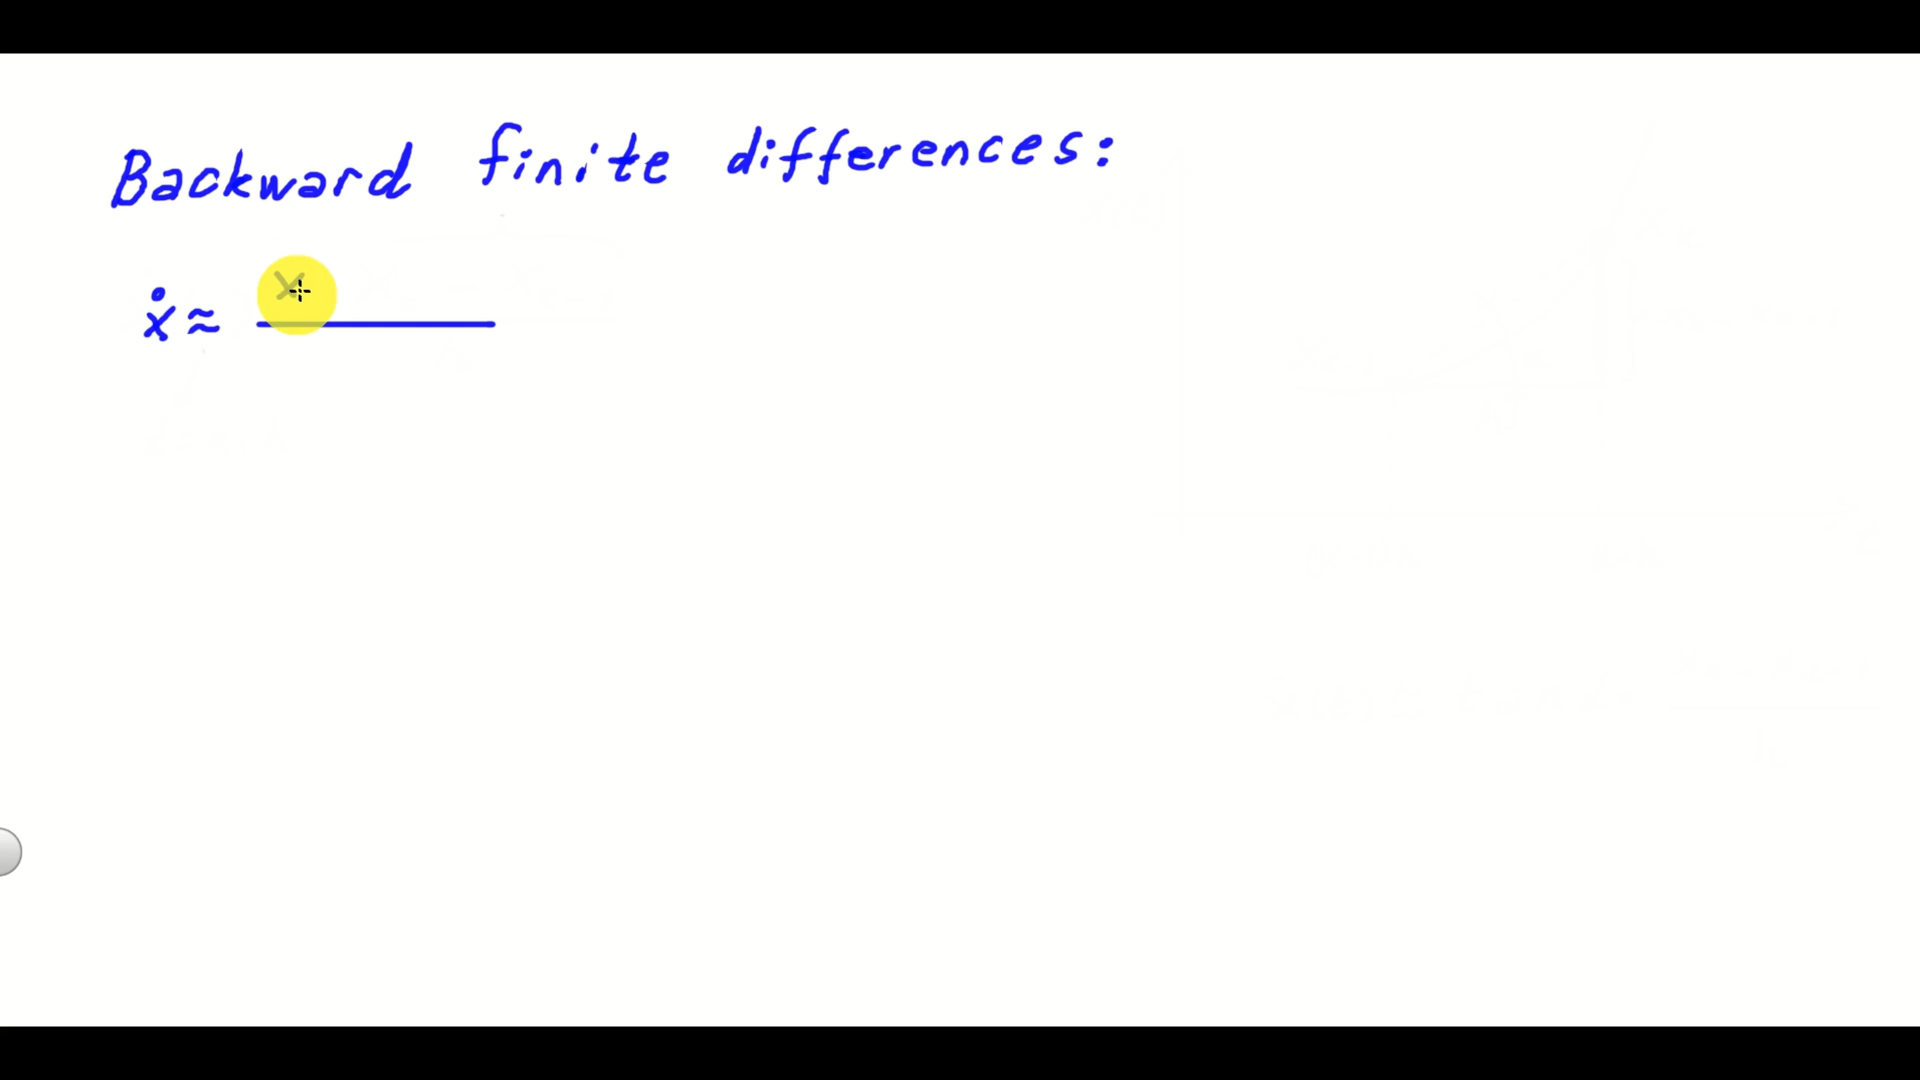 Backward finite differences:
ẋ ≈ x